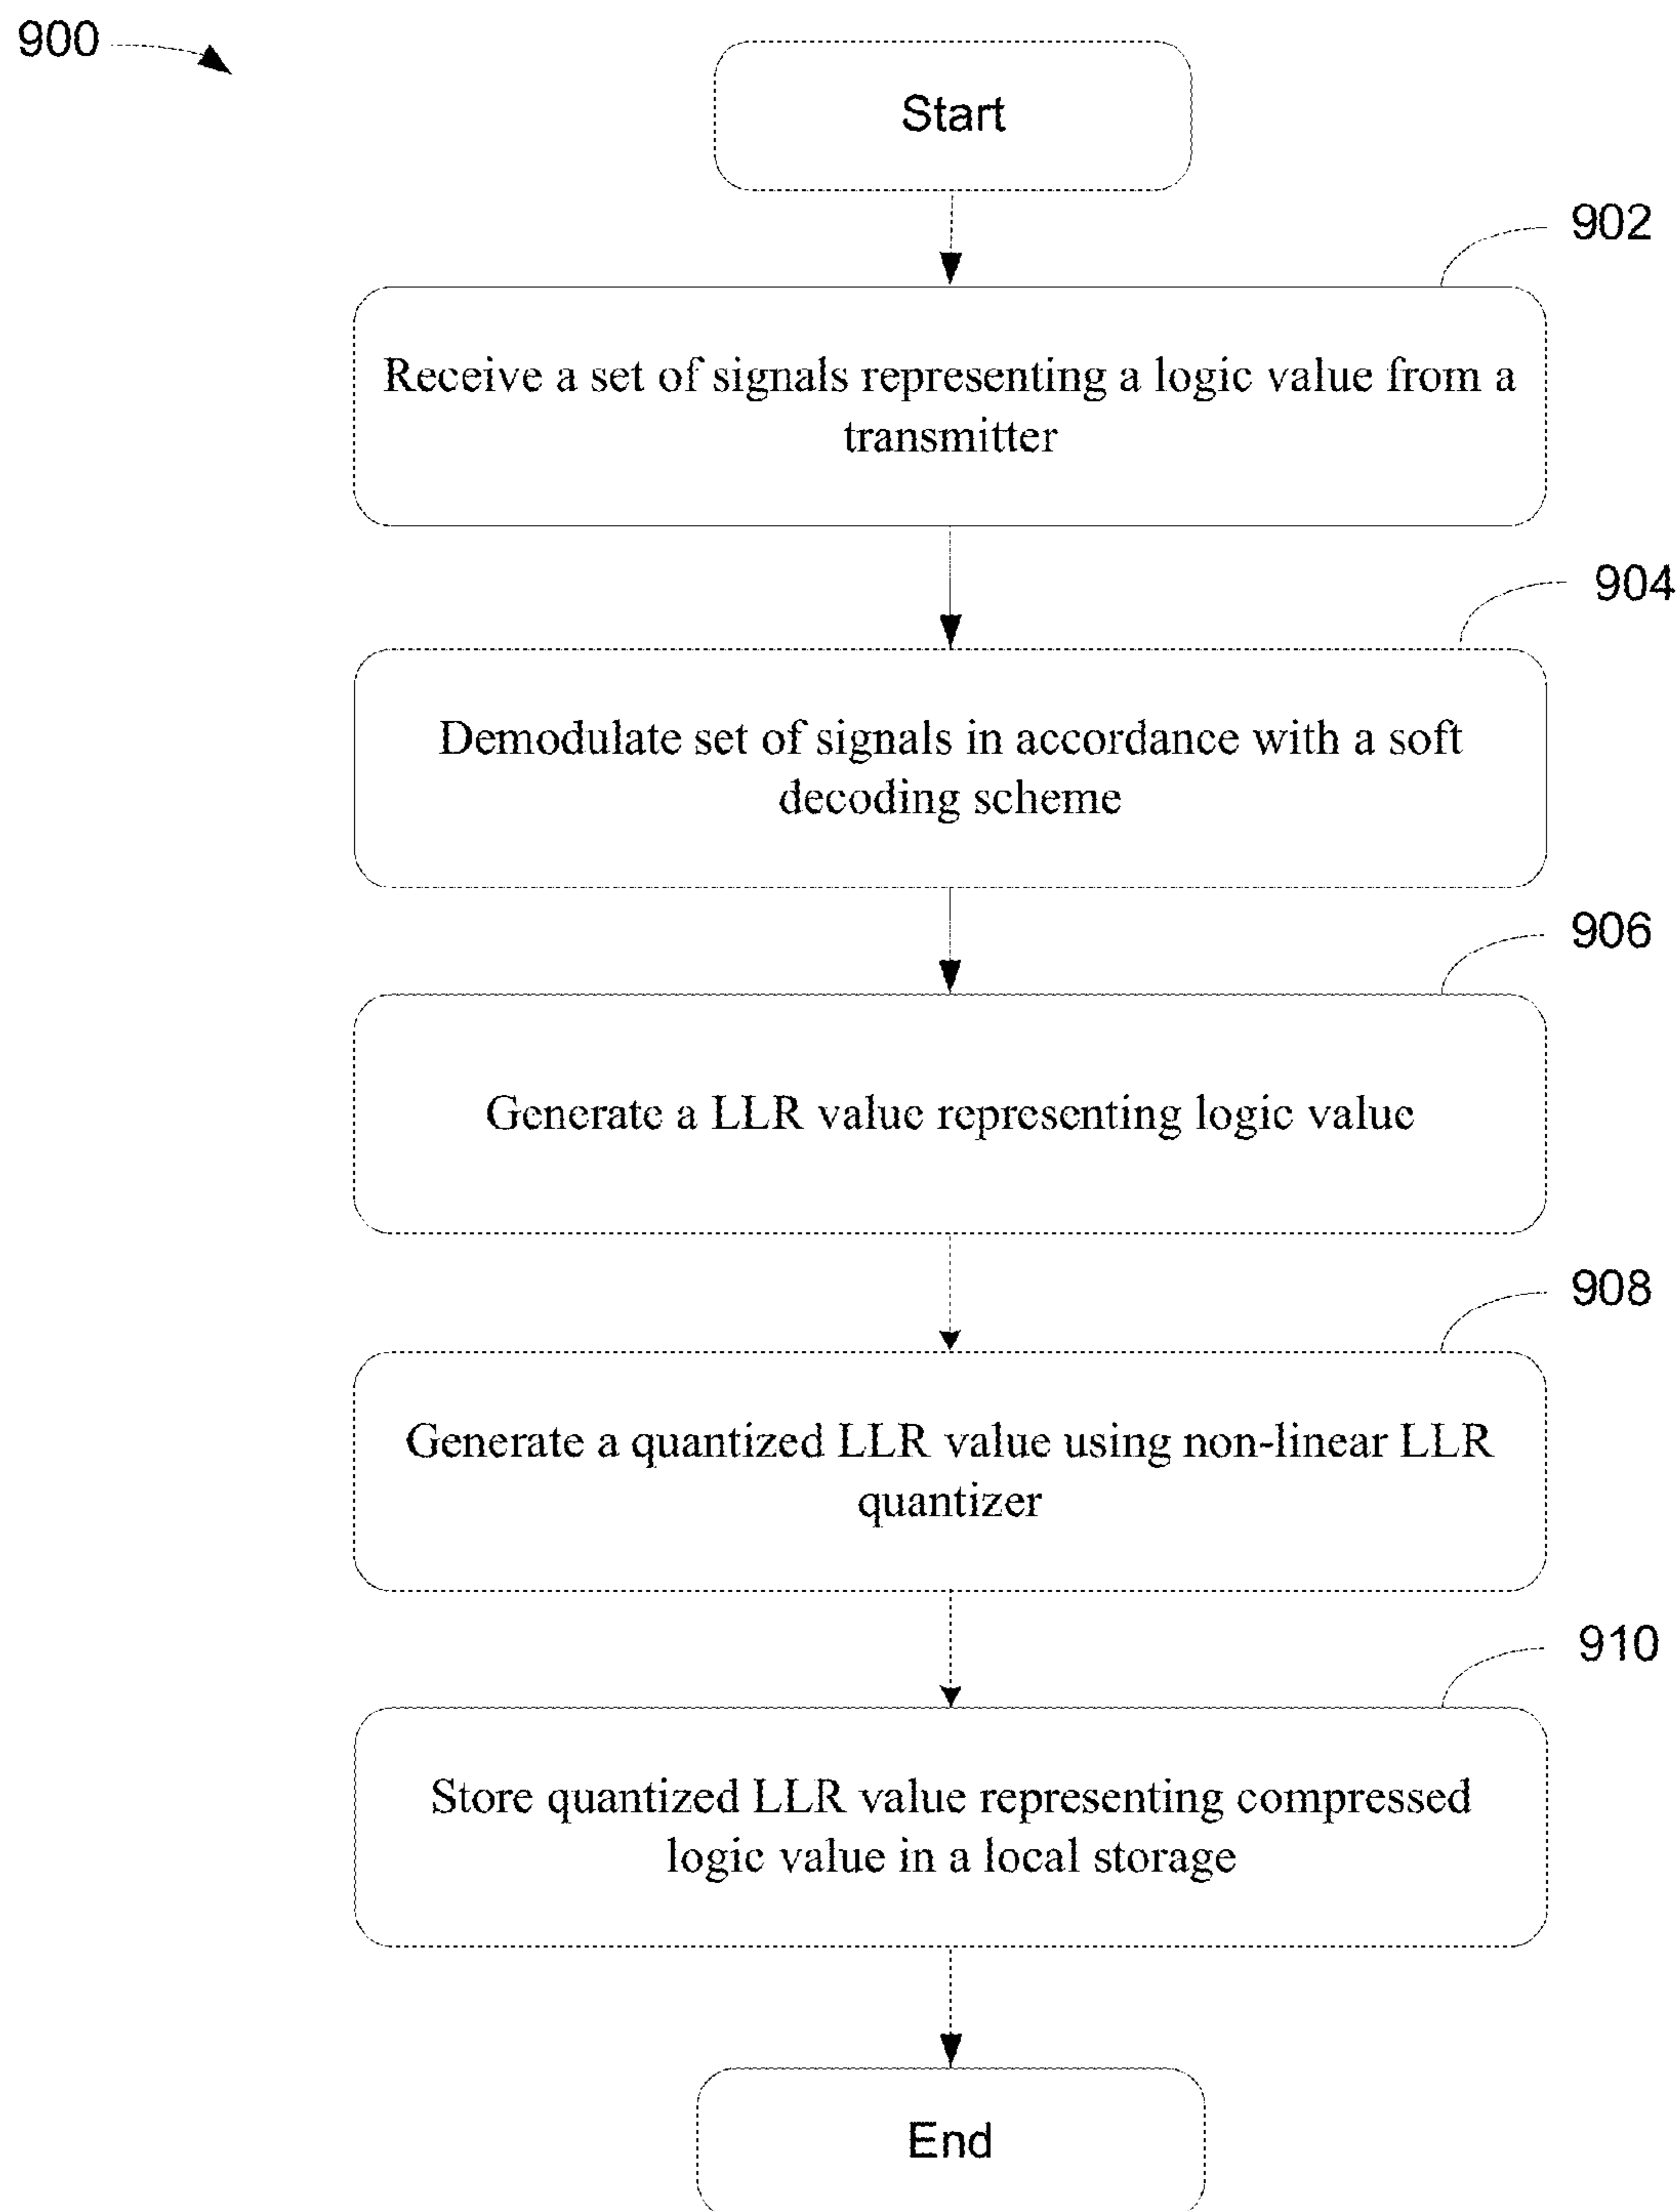 900
Start
902
Receive a set of signals representing a logic value from a
transmitter
904
Demodulate set of signals in accordance with a soft
decoding scheme
906
Generate a LLR value representing logic value
908
Generate a quantized LLR value using non-linear LLR
quantizer
910
Store quantized LLR value representing compressed
logic value in a local storage
End